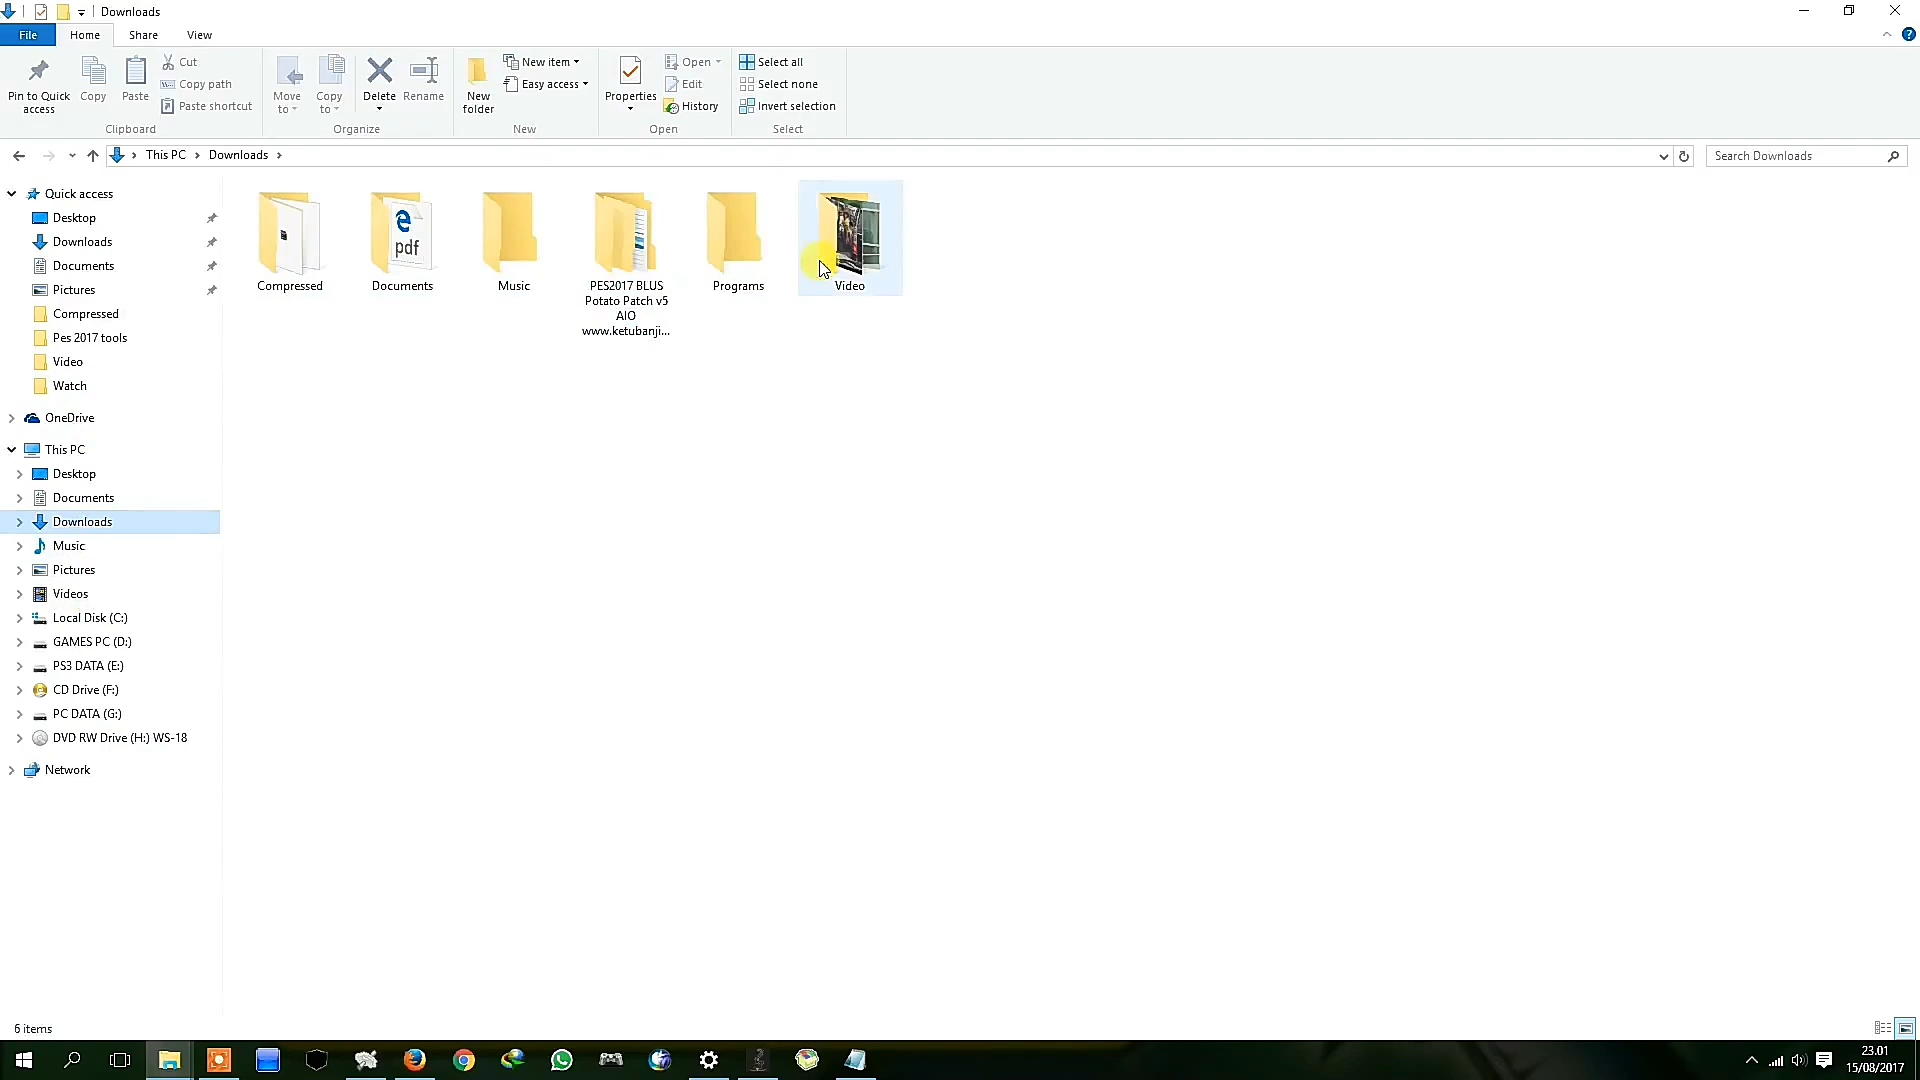 Downloads
File
Home
Share
View
Pin to Quick
access
Copy
Paste
Cut
Copy path
Paste shortcut
Clipboard
Move
to
Copy
to
Delete
Rename
Organize
New
folder
New item
Easy access
New
Properties
Open
Edit
History
Open
Select all
Select none
Invert selection
Select
This PC
Downloads
Search Downloads
Quick access
Desktop
Downloads
Documents
Pictures
Compressed
Pes 2017 tools
Video
Watch
OneDrive
This PC
Desktop
Documents
Downloads
Music
Pictures
Videos
Local Disk (C:)
GAMES PC (D:)
PS3 DATA (E:)
CD Drive (F:)
PC DATA (G:)
DVD RW Drive (H:) WS-18
Network
pdf
Compressed
Documents
Music
PES2017 BLUS
Potato Patch v5
AIO
www.ketubanji...
Programs
Video
6 items
23.01
15/08/2017